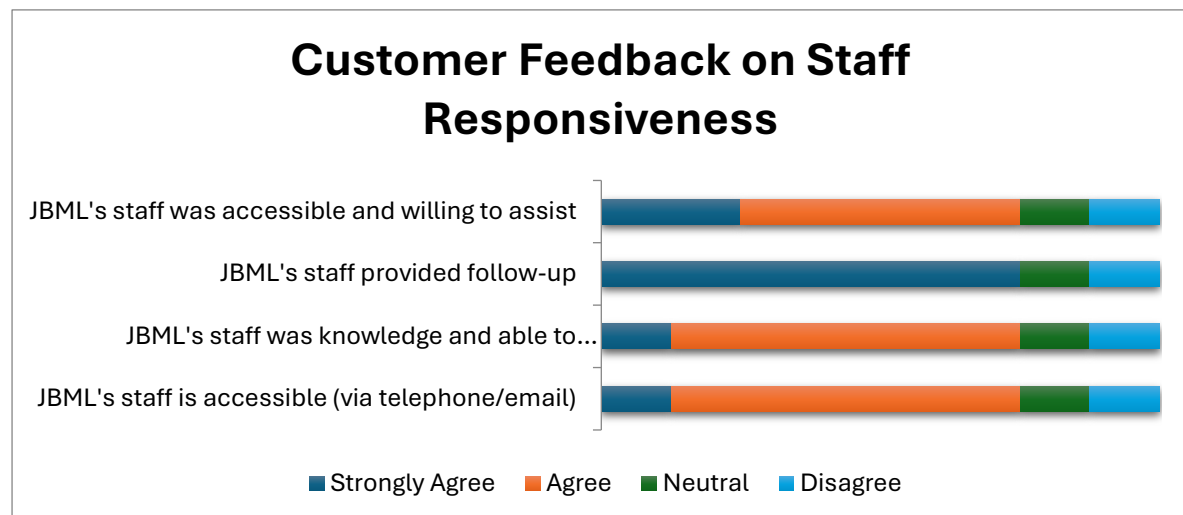 Customer Feedback on Staff
Responsiveness
JBML's staff was accessible and willing to assist
JBML's staff provided follow-up
JBML's staff was knowledge and able to...
JBML's staff is accessible (via telephone/email)
Strongly Agree
Agree
Neutral
Disagree